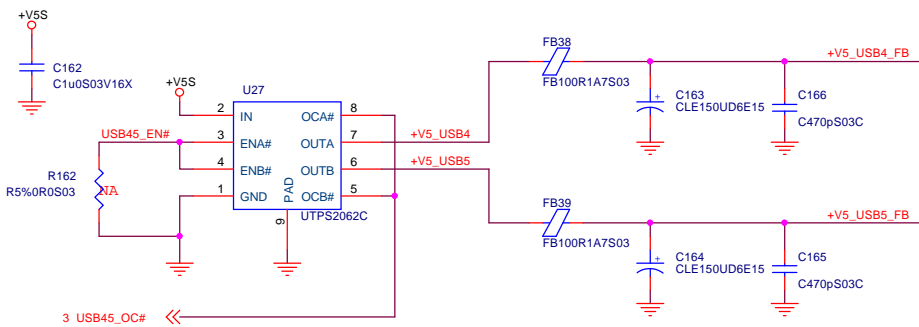 +V5S
C162
C1u0S03V16X
+V5S
U27
2 IN OCA# 8
USB45_EN# 3 ENA# OUTA 7 +V5_USB4
4 ENB# OUTB 6 +V5_USB5
1 GND OCB# 5
PAD
9
UTPS2062C
R162
R5%0R0S03
NA
FB38
FB100R1A7S03
+V5_USB4_FB
C163
CLE150UD6E15
+
C166
C470pS03C
FB39
FB100R1A7S03
+V5_USB5_FB
C164
CLE150UD6E15
+
C165
C470pS03C
3 USB45_OC#